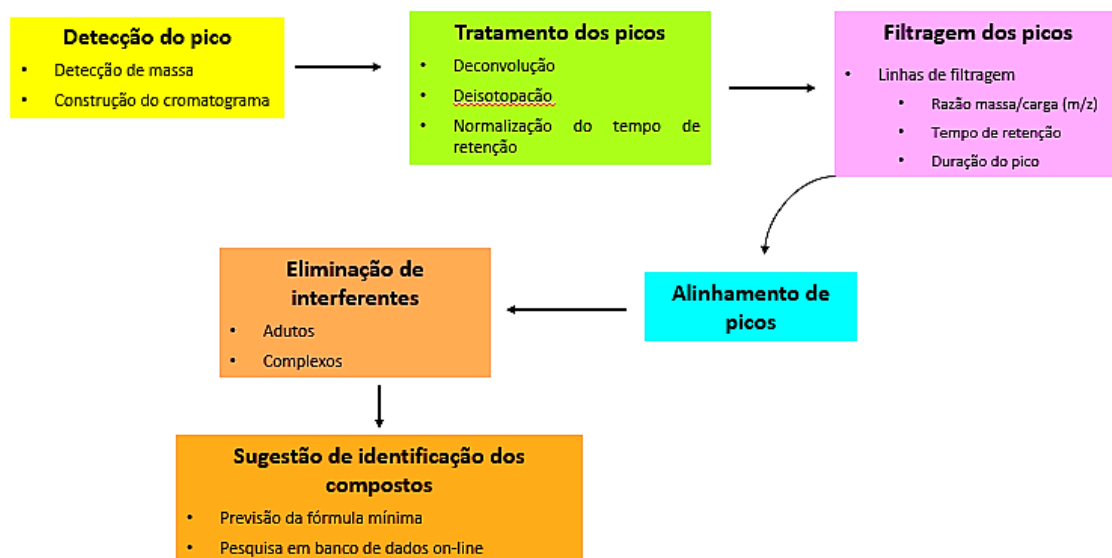 Detecção do pico
• Detecção de massa
• Construção do cromatograma
Tratamento dos picos
• Deconvolução
• Deisotopacão
• Normalização do tempo de
retenção
Filtragem dos picos
• Linhas de filtragem
• Razão massa/carga (m/z)
• Tempo de retenção
• Duração do pico
Alinhamento de
picos
Eliminação de
interferentes
• Adutos
• Complexos
Sugestão de identificação dos
compostos
• Previsão da fórmula mínima
• Pesquisa em banco de dados on-line